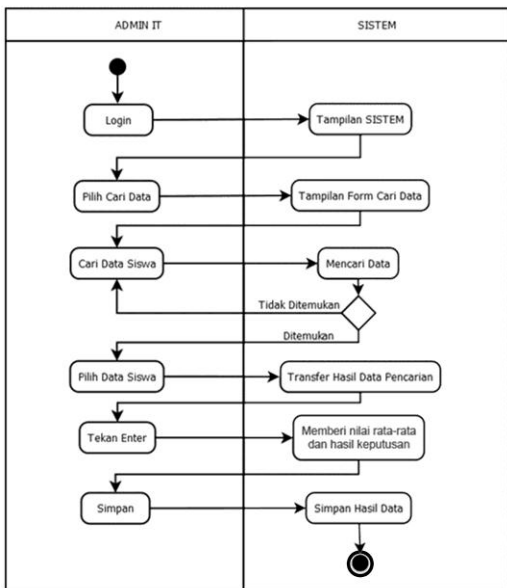 ADMIN IT
SISTEM
Login
Tampilan SISTEM
Pilih Cari Data
Tampilan Form Cari Data
Cari Data Siswa
Mencari Data
Tidak Ditemukan
Ditemukan
Pilih Data Siswa
Transfer Hasil Data Pencarian
Tekan Enter
Memberi nilai rata-rata
dan hasil keputusan
Simpan
Simpan Hasil Data